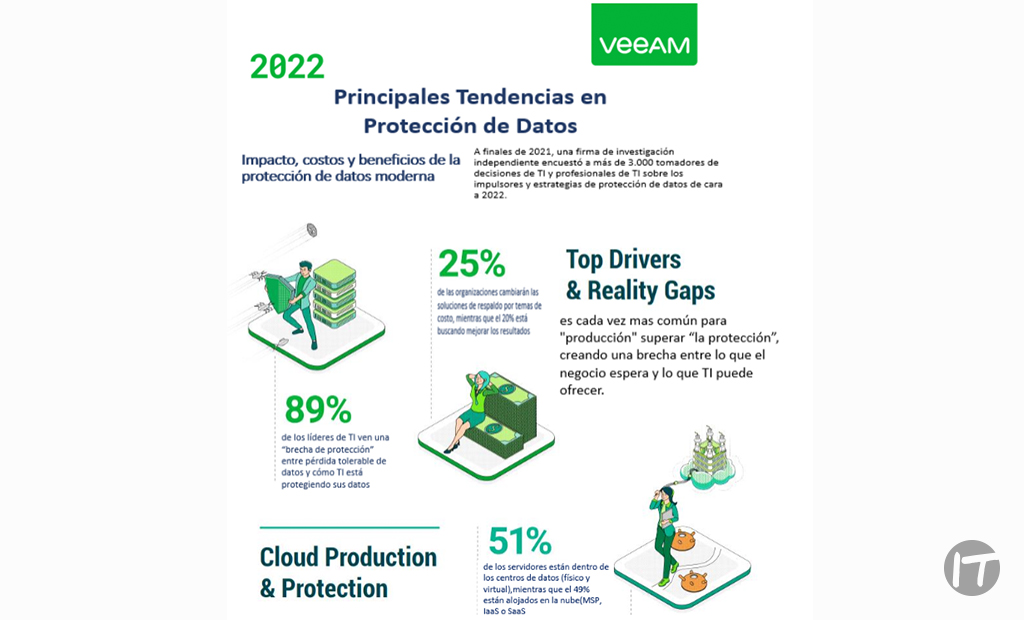 veeAM
2022
Principales Tendencias en
Protección de Datos
Impacto, costos y beneficios de la
protección de datos moderna
A finales de 2021, una firma de investigación
independiente encuestó a más de 3.000 tomadores de
decisiones de TI y profesionales de TI sobre los
impulsores y estrategias de protección de datos de cara
a 2022.
25%
de las organizaciones cambiarán las
soluciones de respaldo por temas de
costo, mientras que el 20% está
buscando mejorar los resultados
Top Drivers
& Reality Gaps
es cada vez mas común para
"producción" superar “la protección”,
creando una brecha entre lo que el
negocio espera y lo que TI puede
ofrecer.
89%
de los líderes de TI ven una
“brecha de protección”
entre pérdida tolerable de
datos y cómo TI está
protegiendo sus datos
Cloud Production
& Protection
51%
de los servidores están dentro de
los centros de datos (físico y
virtual),mientras que el 49%
están alojados en la nube(MSP,
IaaS o SaaS
IT